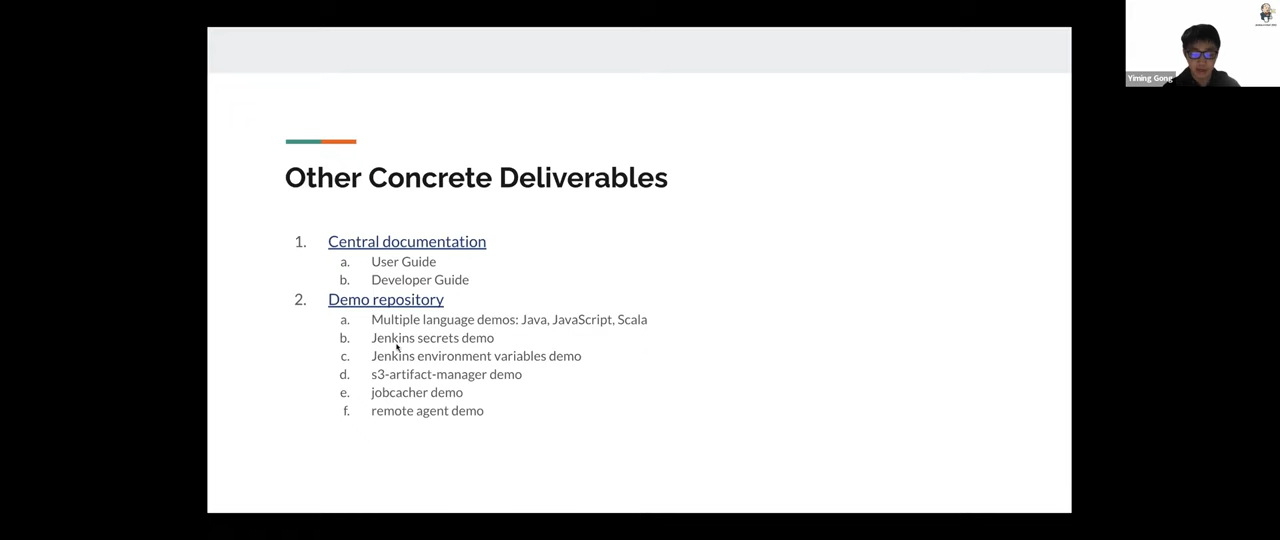 Yiming Gong
Other Concrete Deliverables
1. Central documentation
a. User Guide
b. Developer Guide
2. Demo repository
a. Multiple language demos: Java, JavaScript, Scala
b. Jenkins secrets demo
c. Jenkins environment variables demo
d. s3-artifact-manager demo
e. jobcacher demo
f. remote agent demo